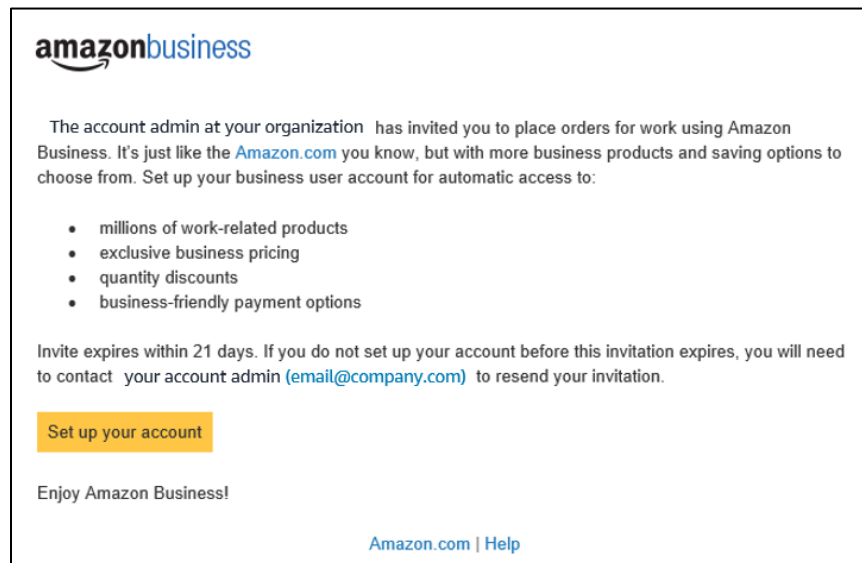 amazonbusiness
The account admin at your organization has invited you to place orders for work using Amazon
Business. It's just like the Amazon.com you know, but with more business products and saving options to
choose from. Set up your business user account for automatic access to:
• millions of work-related products
• exclusive business pricing
• quantity discounts
• business-friendly payment options
Invite expires within 21 days. If you do not set up your account before this invitation expires, you will need
to contact your account admin (email@company.com) to resend your invitation.
Set up your account
Enjoy Amazon Business!
Amazon.com | Help